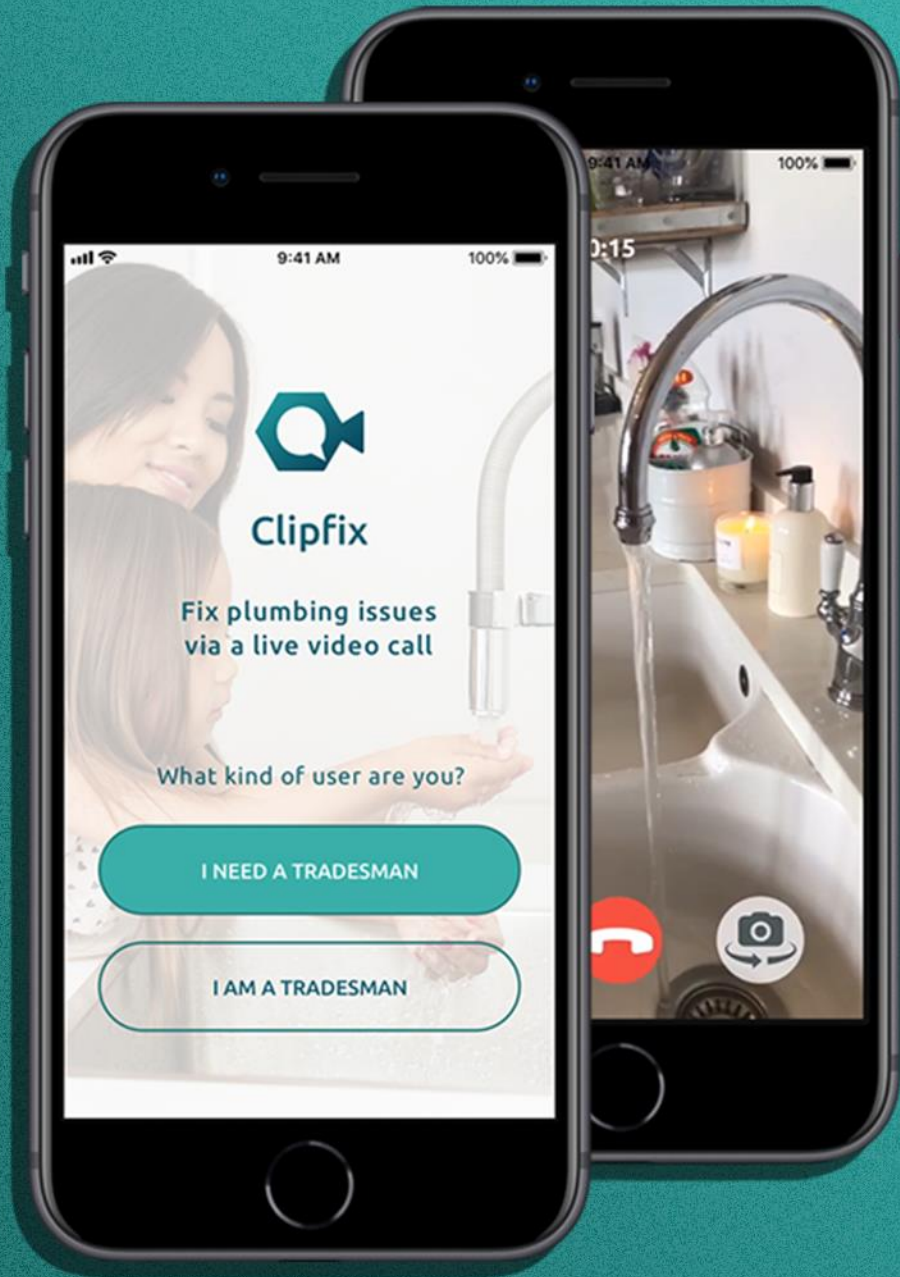 9:41 AM
100%
Clipfix
Fix plumbing issues
via a live video call
What kind of user are you?
I NEED A TRADESMAN
I AM A TRADESMAN
9:41 AM
100%
0:15